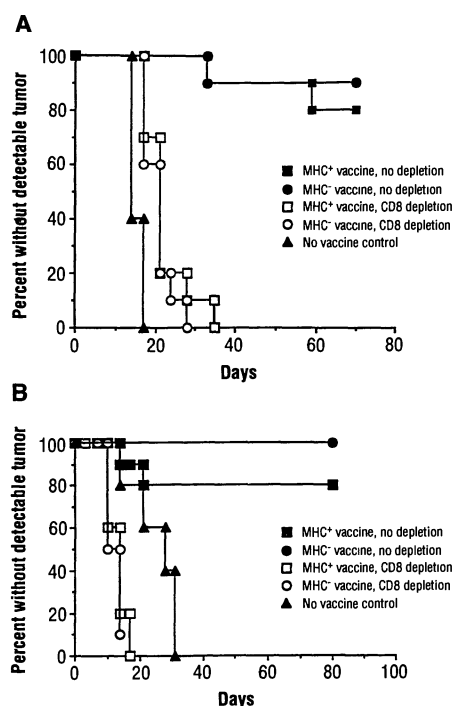 A
Percent without detectable tumor
100
80
60
40
20
0
MHC+ vaccine, no depletion
MHC- vaccine, no depletion
MHC+ vaccine, CD8 depletion
MHC- vaccine, CD8 depletion
No vaccine control
0 20 40 60 80
Days
B
Percent without detectable tumor
100
80
60
40
20
0
MHC+ vaccine, no depletion
MHC- vaccine, no depletion
MHC+ vaccine, CD8 depletion
MHC- vaccine, CD8 depletion
No vaccine control
0 20 40 60 80 100
Days